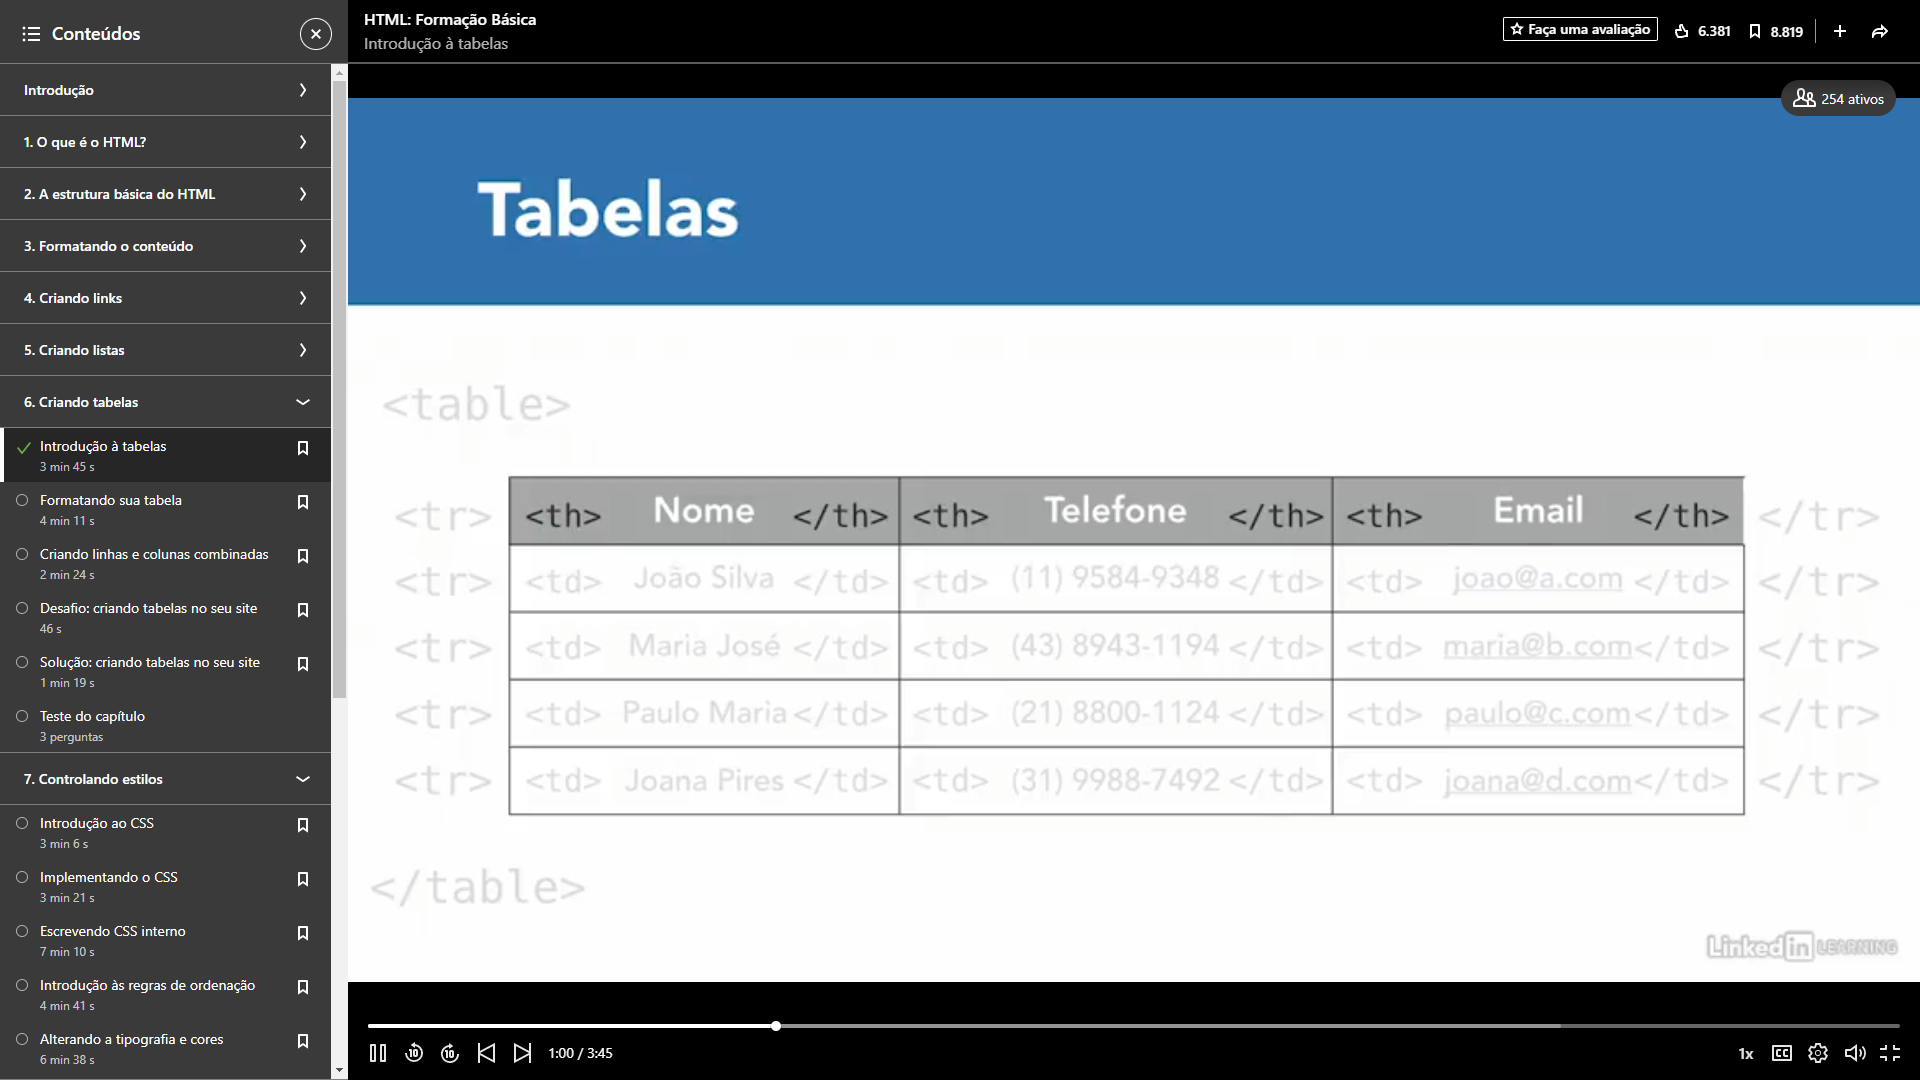 Conteúdos
Introdução
1. O que é o HTML?
2. A estrutura básica do HTML
3. Formatando o conteúdo
4. Criando links
5. Criando listas
6. Criando tabelas
Introdução à tabelas
3 min 45 s
Formatando sua tabela
4 min 11 s
Criando linhas e colunas combinadas
2 min 24 s
Desafio: criando tabelas no seu site
46 s
Solução: criando tabelas no seu site
1 min 19 s
Teste do capítulo
3 perguntas
7. Controlando estilos
Introdução ao CSS
3 min 6 s
Implementando o CSS
3 min 21 s
Escrevendo CSS interno
7 min 10 s
Introdução às regras de ordenação
4 min 41 s
Alterando a tipografia e cores
6 min 38 s
HTML: Formação Básica
Introdução à tabelas
Faça uma avaliação 6.381 8.819
254 ativos
Tabelas
<table>
<tr> <th> Nome </th> <th> Telefone </th> <th> Email </th> </tr>
<tr> <td> João Silva </td> <td> (11) 9584-9348 </td> <td> joao@a.com </td> </tr>
<tr> <td> Maria José </td> <td> (43) 8943-1194 </td> <td> maria@b.com</td> </tr>
<tr> <td> Paulo Maria </td> <td> (21) 8800-1124 </td> <td> paulo@c.com</td> </tr>
<tr> <td> Joana Pires </td> <td> (31) 9988-7492 </td> <td> joana@d.com</td> </tr>
</table>
Linked in LEARNING
10 10 1:00 / 3:45 1x CC